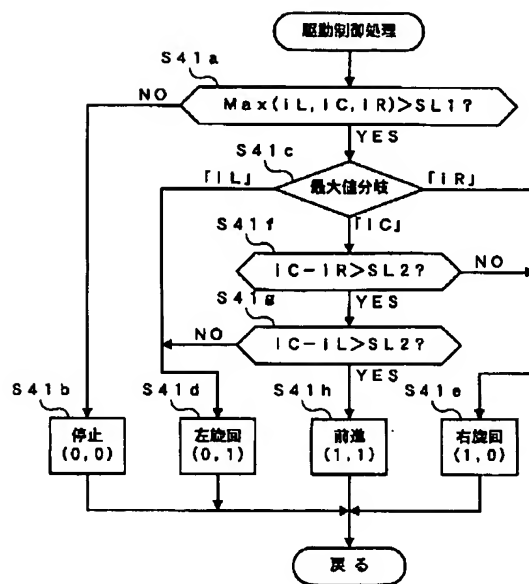 駆動制御処理
S41a
NO
Max(IL,IC,IR)>SL1?
YES
S41c
「IL」
最大値分岐
「IR」
「IC」
S41f
IC-IR>SL2?
NO
S41g
YES
NO
IC-IL>SL2?
YES
S41b
S41d
S41h
S41e
停止
(0,0)
左旋回
(0,1)
前進
(1,1)
右旋回
(1,0)
戻る